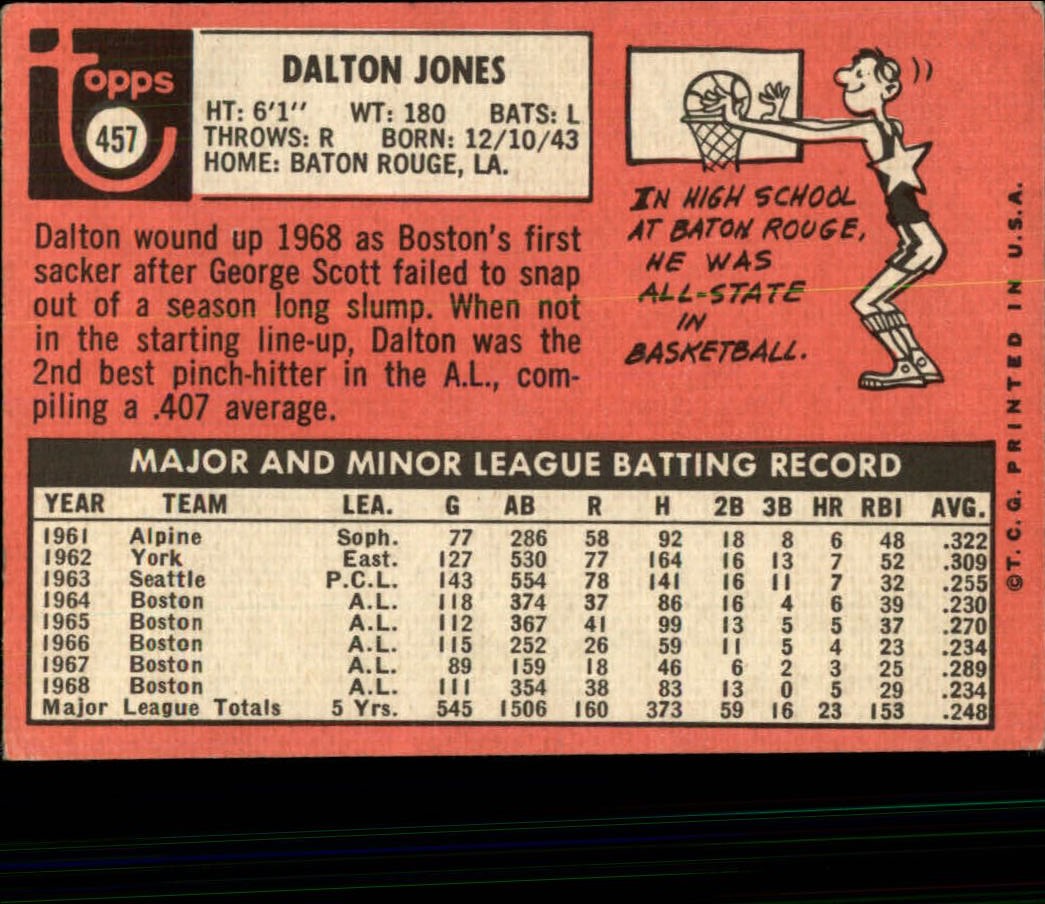 Topps
457
DALTON JONES
HT: 6'1'' WT: 180 BATS: L
THROWS: R BORN: 12/10/43
HOME: BATON ROUGE, LA.
Dalton wound up 1968 as Boston's first
sacker after George Scott failed to snap
out of a season long slump. When not
in the starting line-up, Dalton was the
2nd best pinch-hitter in the A.L., com-
piling a .407 average.
IN HIGH SCHOOL
AT BATON ROUGE,
HE WAS
ALL-STATE
IN
BASKETBALL.
MAJOR AND MINOR LEAGUE BATTING RECORD
YEAR TEAM LEA. G AB R H 2B 3B HR RBI AVG.
1961 Alpine Soph. 77 286 58 92 18 8 6 48 .322
1962 York East. 127 530 77 164 16 13 7 52 .309
1963 Seattle P.C.L. 143 554 78 141 16 11 7 32 .255
1964 Boston A.L. 118 374 37 86 16 4 6 39 .230
1965 Boston A.L. 112 367 41 99 13 5 5 37 .270
1966 Boston A.L. 115 252 26 59 11 5 4 23 .234
1967 Boston A.L. 89 159 18 46 6 2 3 25 .289
1968 Boston A.L. 111 354 38 83 13 0 5 29 .234
Major League Totals 5 Yrs. 545 1506 160 373 59 16 23 153 .248
©T. C. G. PRINTED IN U.S.A.